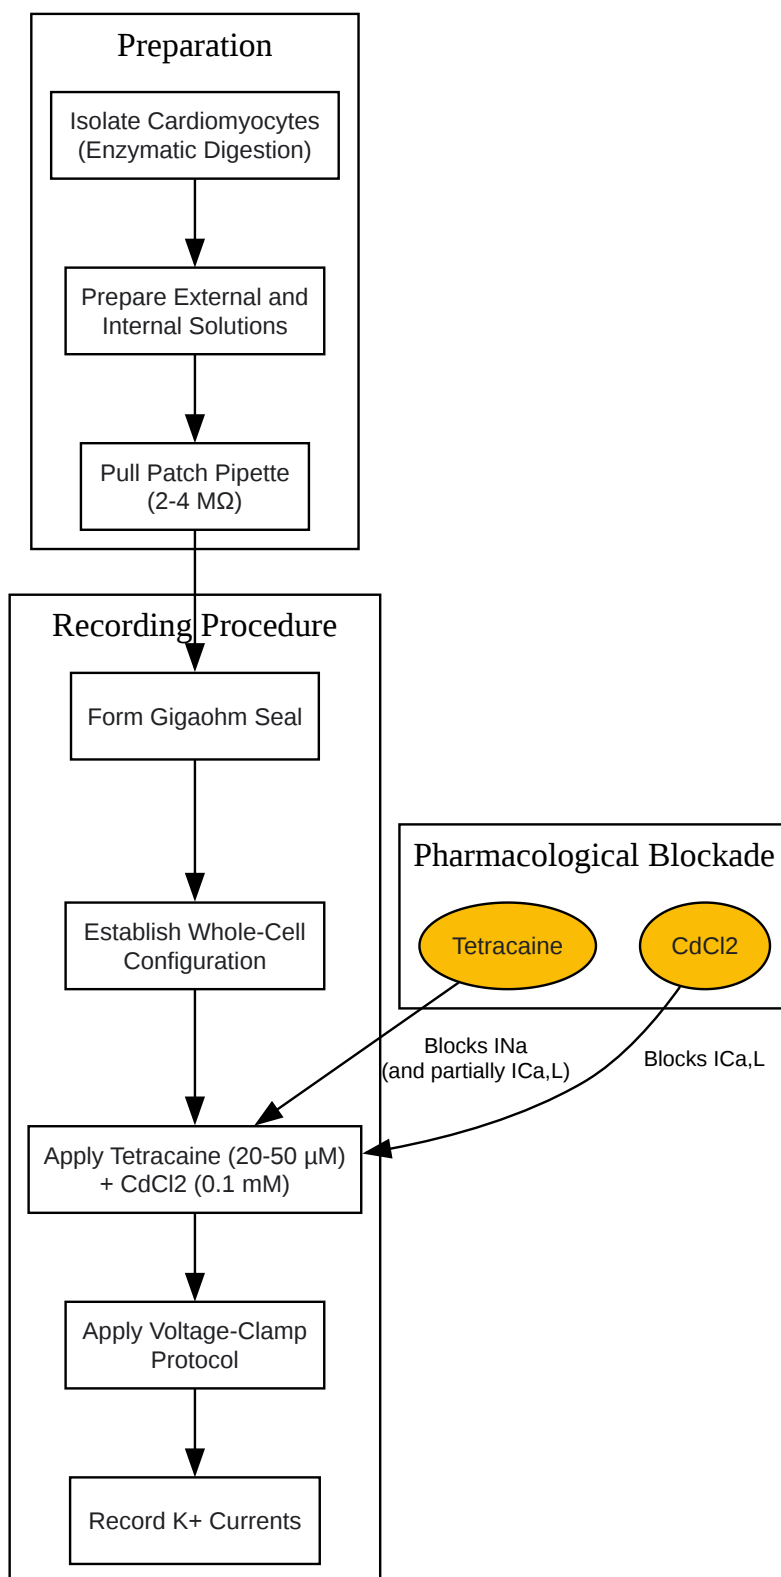 Preparation
Isolate Cardiomyocytes
(Enzymatic Digestion)
Prepare External and
Internal Solutions
Pull Patch Pipette
(2-4 MΩ)
Recording Procedure
Form Gigaohm Seal
Establish Whole-Cell
Configuration
Pharmacological Blockade
Tetracaine
CdCl2
Blocks INa
(and partially ICa,L)
Blocks ICa,L
Apply Tetracaine (20-50 µM)
+ CdCl2 (0.1 mM)
Apply Voltage-Clamp
Protocol
Record K+ Currents